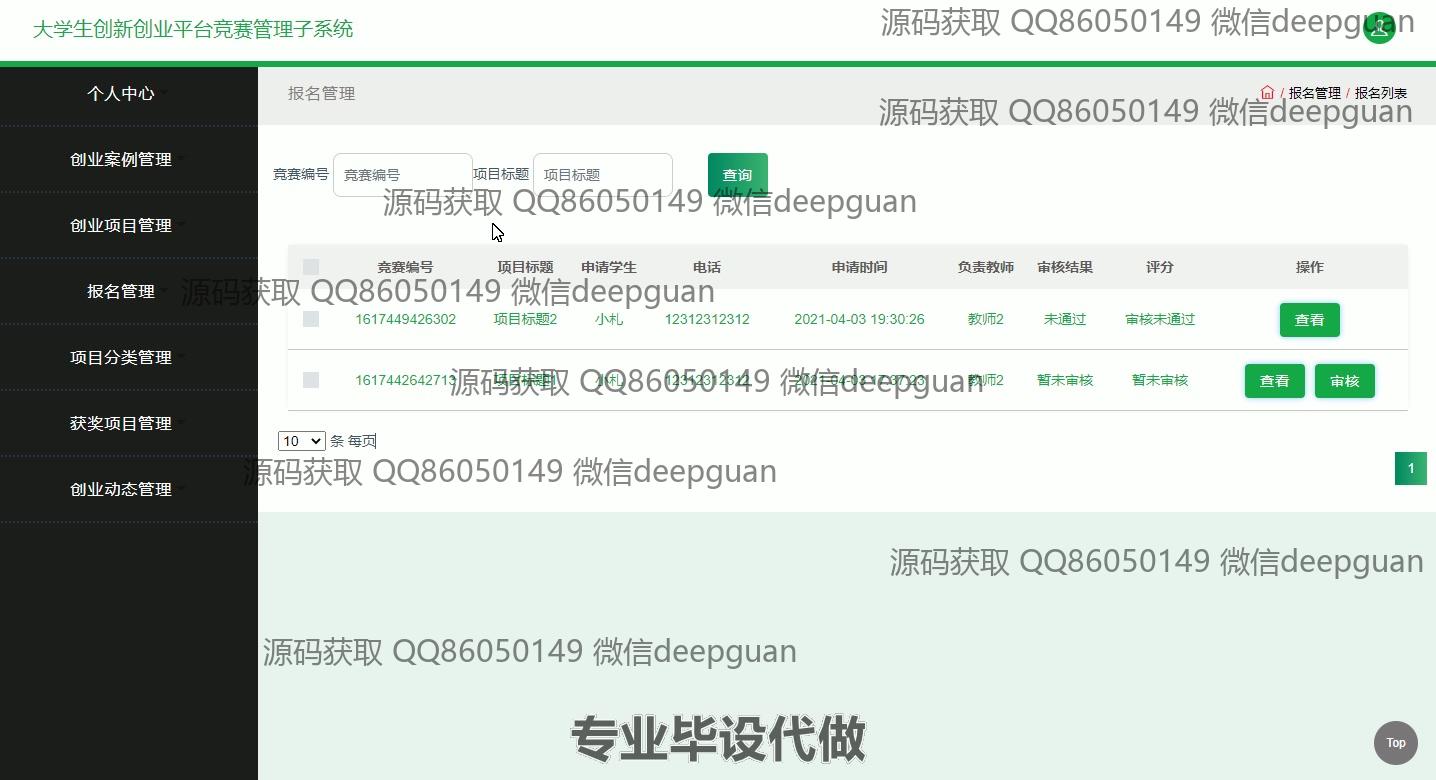 大学生创新创业平台竞赛管理子系统
源码获取 QQ86050149 微信deepguan
个人中心
报名管理
/ 报名管理 / 报名列表
源码获取 QQ86050149 微信deepguan
创业案例管理
竞赛编号 竞赛编号 项目标题 项目标题 查询
源码获取 QQ86050149 微信deepguan
创业项目管理
竞赛编号 项目标题 申请学生 电话 申请时间 负责教师 审核结果 评分 操作
报名管理
源码获取 QQ86050149 微信deepguan
1617449426302 项目标题2 小札 12312312312 2021-04-03 19:30:26 教师2 未通过 审核未通过 查看
项目分类管理
1617442642713 项目标题1 小札 12312312312 2021-04-03 17:37:23 教师2 暂未审核 暂未审核 查看 审核
源码获取 QQ86050149 微信deepguan
获奖项目管理
10 条 每页
源码获取 QQ86050149 微信deepguan
1
创业动态管理
源码获取 QQ86050149 微信deepguan
源码获取 QQ86050149 微信deepguan
专业毕设代做
Top